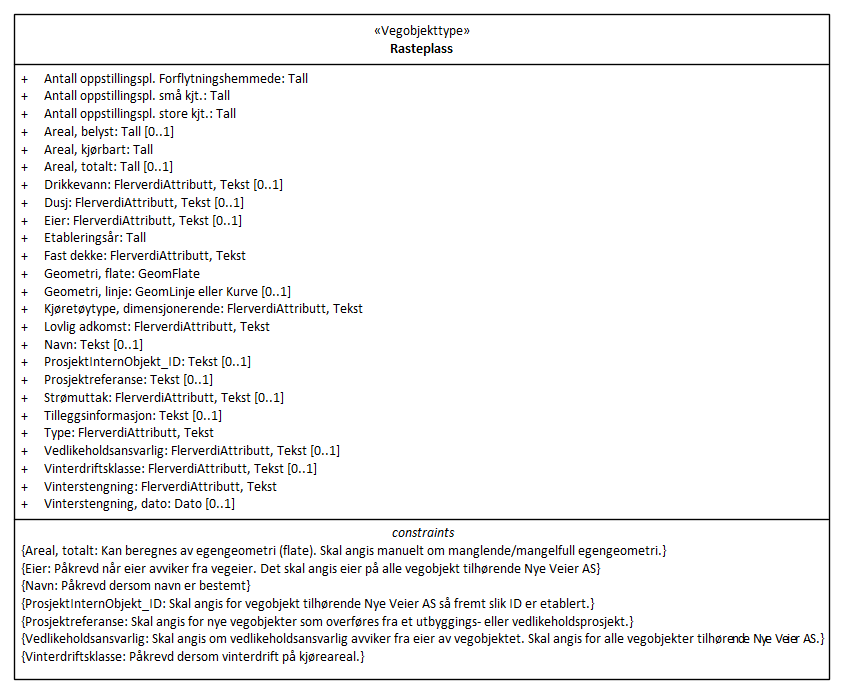 «Vegobjekttype»
Rasteplass
+ Antall oppstillingspl. Forflytningshemmede: Tall
+ Antall oppstillingspl. små kjt.: Tall
+ Antall oppstillingspl. store kjt.: Tall
+ Areal, belyst: Tall [0..1]
+ Areal, kjørbart: Tall
+ Areal, totalt: Tall [0..1]
+ Drikkevann: FlerverdiAttributt, Tekst [0..1]
+ Dusj: FlerverdiAttributt, Tekst [0..1]
+ Eier: FlerverdiAttributt, Tekst [0..1]
+ Etableringsår: Tall
+ Fast dekke: FlerverdiAttributt, Tekst
+ Geometri, flate: GeomFlate
+ Geometri, linje: GeomLinje eller Kurve [0..1]
+ Kjøretøytype, dimensjonerende: FlerverdiAttributt, Tekst
+ Lovlig adkomst: FlerverdiAttributt, Tekst
+ Navn: Tekst [0..1]
+ ProsjektInternObjekt_ID: Tekst [0..1]
+ Prosjektreferanse: Tekst [0..1]
+ Strømuttak: FlerverdiAttributt, Tekst [0..1]
+ Tilleggsinformasjon: Tekst [0..1]
+ Type: FlerverdiAttributt, Tekst
+ Vedlikeholdsansvarlig: FlerverdiAttributt, Tekst [0..1]
+ Vinterdriftsklasse: FlerverdiAttributt, Tekst [0..1]
+ Vinterstengning: FlerverdiAttributt, Tekst
+ Vinterstengning, dato: Dato [0..1]
constraints
{Areal, totalt: Kan beregnes av egengeometri (flate). Skal angis manuelt om manglende/mangelfull egengeometri.}
{Eier: Påkrevd når eier avviker fra vegeier. Det skal angis eier på alle vegobjekt tilhørende Nye Veier AS}
{Navn: Påkrevd dersom navn er bestemt}
{ProsjektInternObjekt_ID: Skal angis for vegobjekt tilhørende Nye Veier AS så fremt slik ID er etablert.}
{Prosjektreferanse: Skal angis for nye vegobjekter som overføres fra et utbyggings- eller vedlikeholdsprosjekt.}
{Vedlikeholdsansvarlig: Skal angis om vedlikeholdsansvarlig avviker fra eier av vegobjektet. Skal angis for alle vegobjekter tilhørende Nye Veier AS.}
{Vinterdriftsklasse: Påkrevd dersom vinterdrift på kjøreareal.}